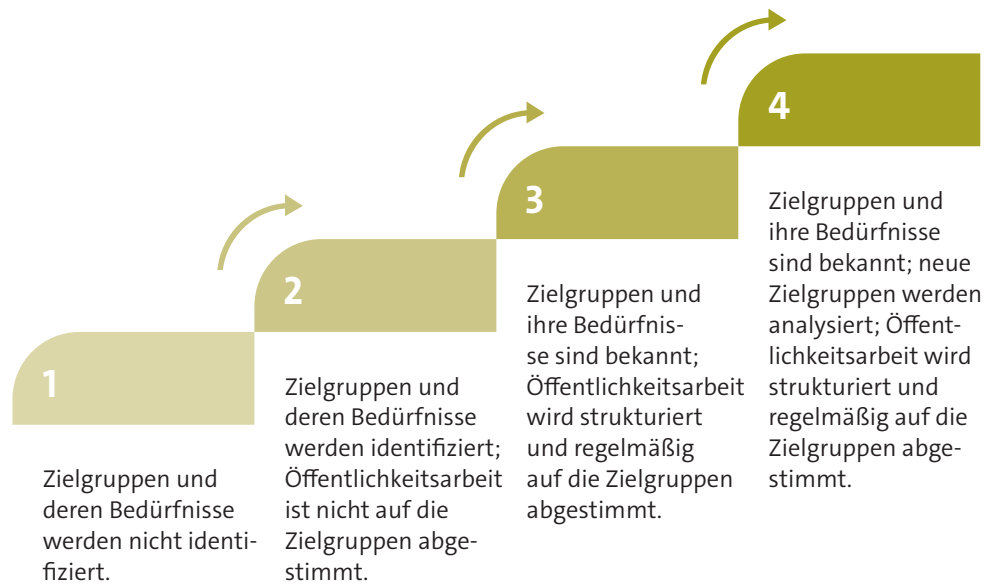 1
Zielgruppen und
deren Bedürfnisse
werden nicht identi-
fiziert.
2
Zielgruppen und
deren Bedürfnisse
werden identifiziert;
Öffentlichkeitsarbeit
ist nicht auf die
Zielgruppen abge-
stimmt.
3
Zielgruppen und
ihre Bedürfnis-
se sind bekannt;
Öffentlichkeitsarbeit
wird strukturiert
und regelmäßig
auf die Zielgruppen
abgestimmt.
4
Zielgruppen und
ihre Bedürfnisse
sind bekannt; neue
Zielgruppen werden
analysiert; Öffent-
lichkeitsarbeit wird
strukturiert und
regelmäßig auf die
Zielgruppen abge-
stimmt.